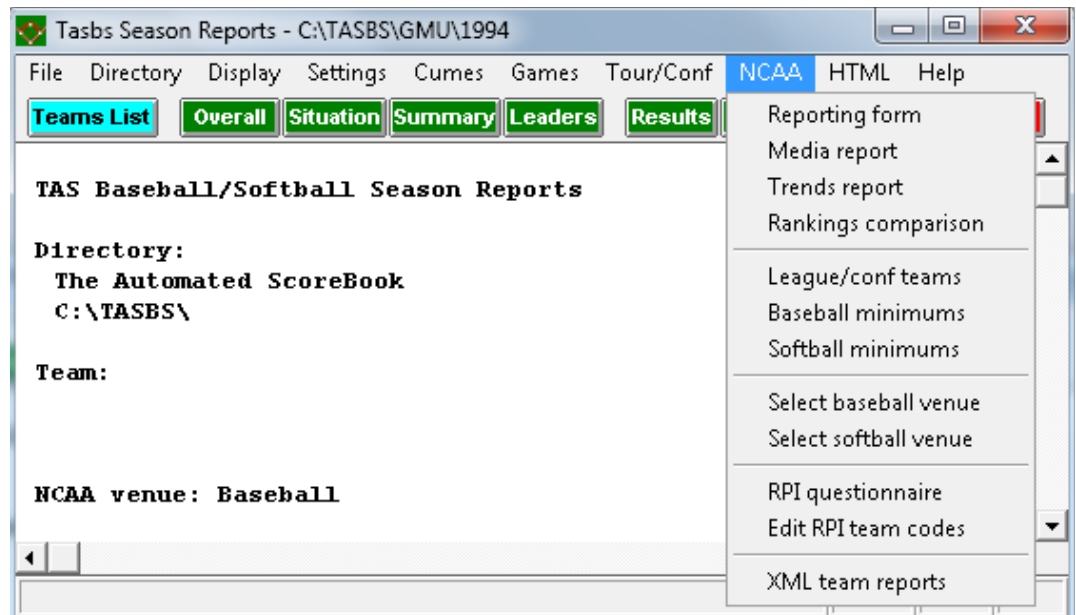 Tasbs Season Reports - C:\TASBS\GMU\1994
File Directory Display Settings Cumes Games Tour/Conf NCAA HTML Help
Teams List Overall Situation Summary Leaders Results
TAS Baseball/Softball Season Reports
Directory:
The Automated ScoreBook
C:\TASBS\
Team:
NCAA venue: Baseball
Reporting form
Media report
Trends report
Rankings comparison
League/conf teams
Baseball minimums
Softball minimums
Select baseball venue
Select softball venue
RPI questionnaire
Edit RPI team codes
XML team reports